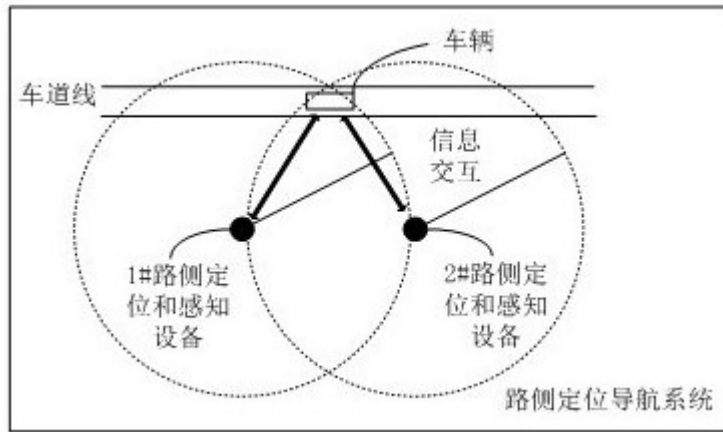 车辆
车道线
信息
交互
1#路侧定
位和感知
设备
2#路侧定
位和感知
设备
路侧定位导航系统